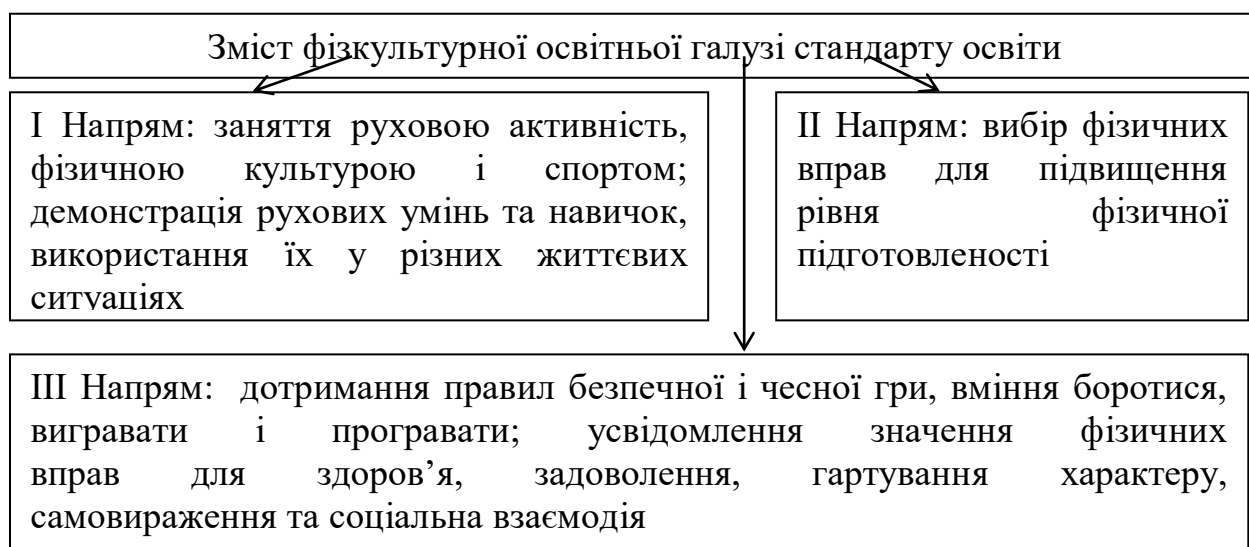 Зміст фізкультурної освітньої галузі стандарту освіти
І Напрям: заняття руховою активність,
фізичною культурою і спортом;
демонстрація рухових умінь та навичок,
використання їх у різних життєвих
ситуаціях
ІІ Напрям: вибір фізичних
вправ для підвищення
рівня фізичної
підготовленості
ІІІ Напрям: дотримання правил безпечної і чесної гри, вміння боротися,
вигравати і програвати; усвідомлення значення фізичних
вправ для здоров’я, задоволення, гартування характеру,
самовираження та соціальна взаємодія